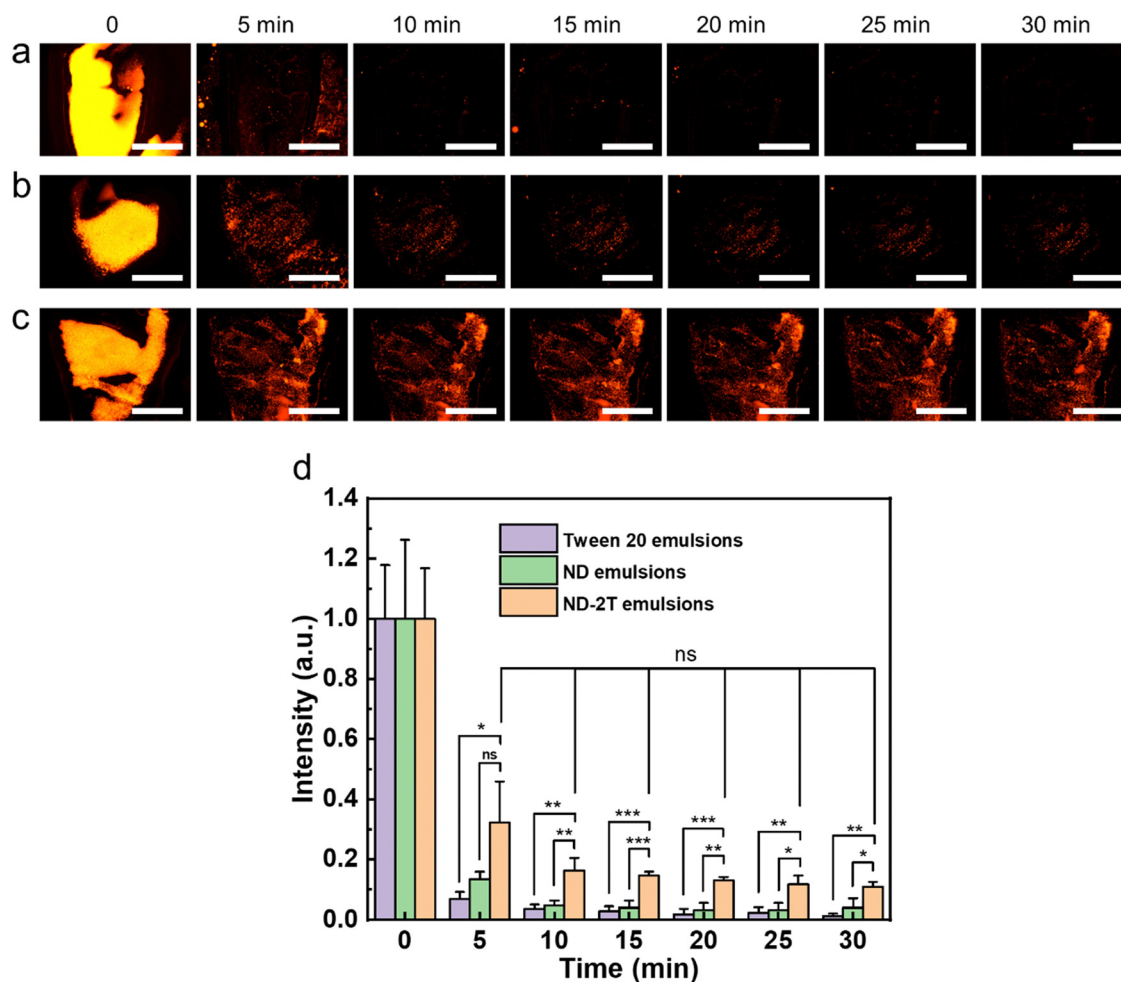 0 5 min 10 min 15 min 20 min 25 min 30 min
a
b
c
d
1.4
1.2
1.0
0.8
0.6
0.4
0.2
0.0
Intensity (a.u.)
Tween 20 emulsions
ND emulsions
ND-2T emulsions
ns
*
ns
** *** *** ** **
** *** ** * *
0 5 10 15 20 25 30
Time (min)